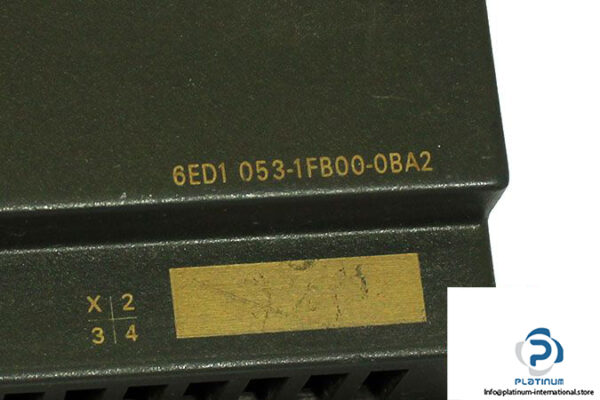 6ED1 053-1FB00-0BA2
X 2
3 4
PLATINUM
Info@platinum-international.store